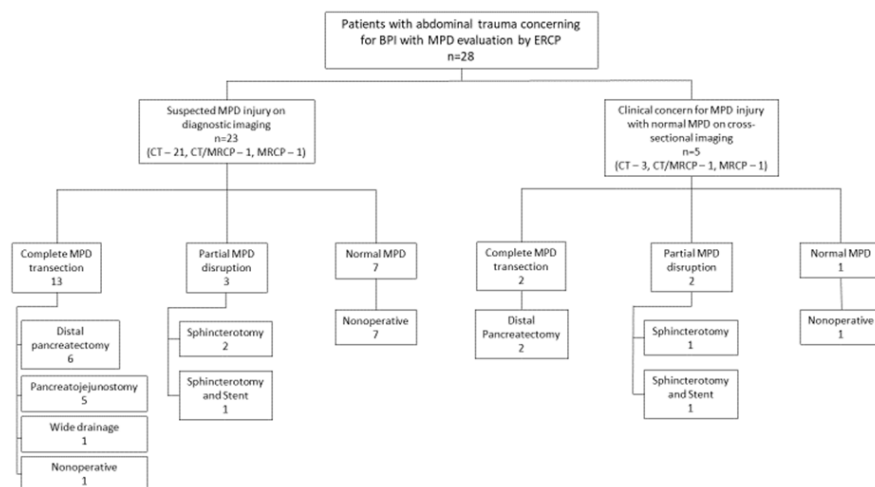 Patients with abdominal trauma concerning
for BPI with MPD evaluation by ERCP
n=28
Suspected MPD injury on
diagnostic imaging
n=23
(CT – 21, CT/MRCP – 1, MRCP – 1)
Clinical concern for MPD injury
with normal MPD on cross-
sectional imaging
n=5
(CT – 3, CT/MRCP – 1, MRCP – 1)
Complete MPD
transection
13
Partial MPD
disruption
3
Normal MPD
7
Complete MPD
transection
2
Partial MPD
disruption
2
Normal MPD
1
Distal
pancreatectomy
6
Pancreatojejunostomy
5
Wide drainage
1
Nonoperative
1
Sphincterotomy
2
Sphincterotomy
and Stent
1
Nonoperative
7
Distal
Pancreatectomy
2
Sphincterotomy
1
Sphincterotomy
and Stent
1
Nonoperative
1